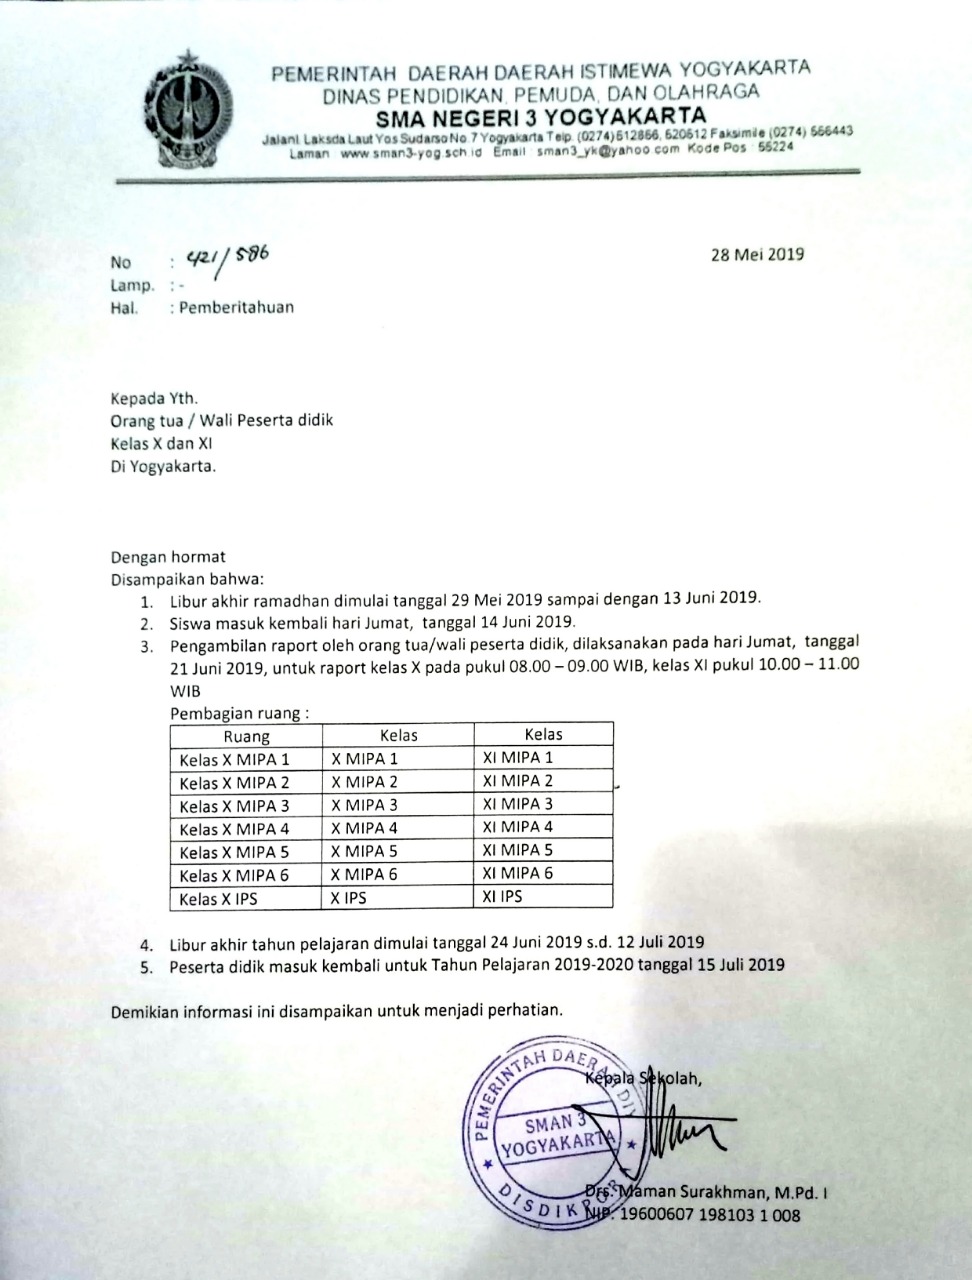 PEMERINTAH DAERAH DAERAH ISTIMEWA YOGYAKARTA
DINAS PENDIDIKAN, PEMUDA, DAN OLAHRAGA
SMA NEGERI 3 YOGYAKARTA
Jalanl. Laksda Laut Yos Sudarso No. 7 Yogyakarta Telp. (0274) 512856, 520512 Faksimile (0274) 556443
Laman www.sman3-yog.sch.id Email sman3_yk@yahoo.com Kode Pos 55224
No : 421/586 28 Mei 2019
Lamp. : -
Hal. : Pemberitahuan
Kepada Yth.
Orang tua / Wali Peserta didik
Kelas X dan XI
Di Yogyakarta.
Dengan hormat
Disampaikan bahwa:
1. Libur akhir ramadhan dimulai tanggal 29 Mei 2019 sampai dengan 13 Juni 2019.
2. Siswa masuk kembali hari Jumat, tanggal 14 Juni 2019.
3. Pengambilan raport oleh orang tua/wali peserta didik, dilaksanakan pada hari Jumat, tanggal
21 Juni 2019, untuk raport kelas X pada pukul 08.00 – 09.00 WIB, kelas XI pukul 10.00 – 11.00
WIB
Pembagian ruang :
Ruang Kelas Kelas
Kelas X MIPA 1 X MIPA 1 XI MIPA 1
Kelas X MIPA 2 X MIPA 2 XI MIPA 2
Kelas X MIPA 3 X MIPA 3 XI MIPA 3
Kelas X MIPA 4 X MIPA 4 XI MIPA 4
Kelas X MIPA 5 X MIPA 5 XI MIPA 5
Kelas X MIPA 6 X MIPA 6 XI MIPA 6
Kelas X IPS X IPS XI IPS
4. Libur akhir tahun pelajaran dimulai tanggal 24 Juni 2019 s.d. 12 Juli 2019
5. Peserta didik masuk kembali untuk Tahun Pelajaran 2019-2020 tanggal 15 Juli 2019
Demikian informasi ini disampaikan untuk menjadi perhatian.
Kepala Sekolah,
PEMERINTAH DAERAH DIY
SMAN 3
YOGYAKARTA
DISDIKPOR
Drs. Maman Surakhman, M.Pd. I
NIP. 19600607 198103 1 008